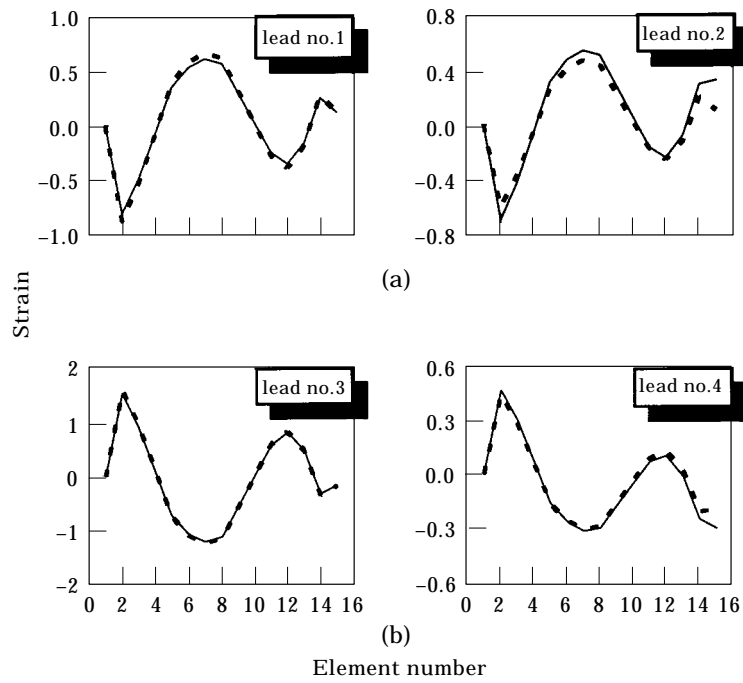 1.0
0.5
0.0
−0.5
−1.0
lead no.1
0.8
0.4
0.0
−0.4
−0.8
lead no.2
(a)
Strain
2
1
0
−1
−2
lead no.3
0 2 4 6 8 10 12 14 16
0.6
0.3
0.0
−0.3
−0.6
lead no.4
0 2 4 6 8 10 12 14 16
(b)
Element number